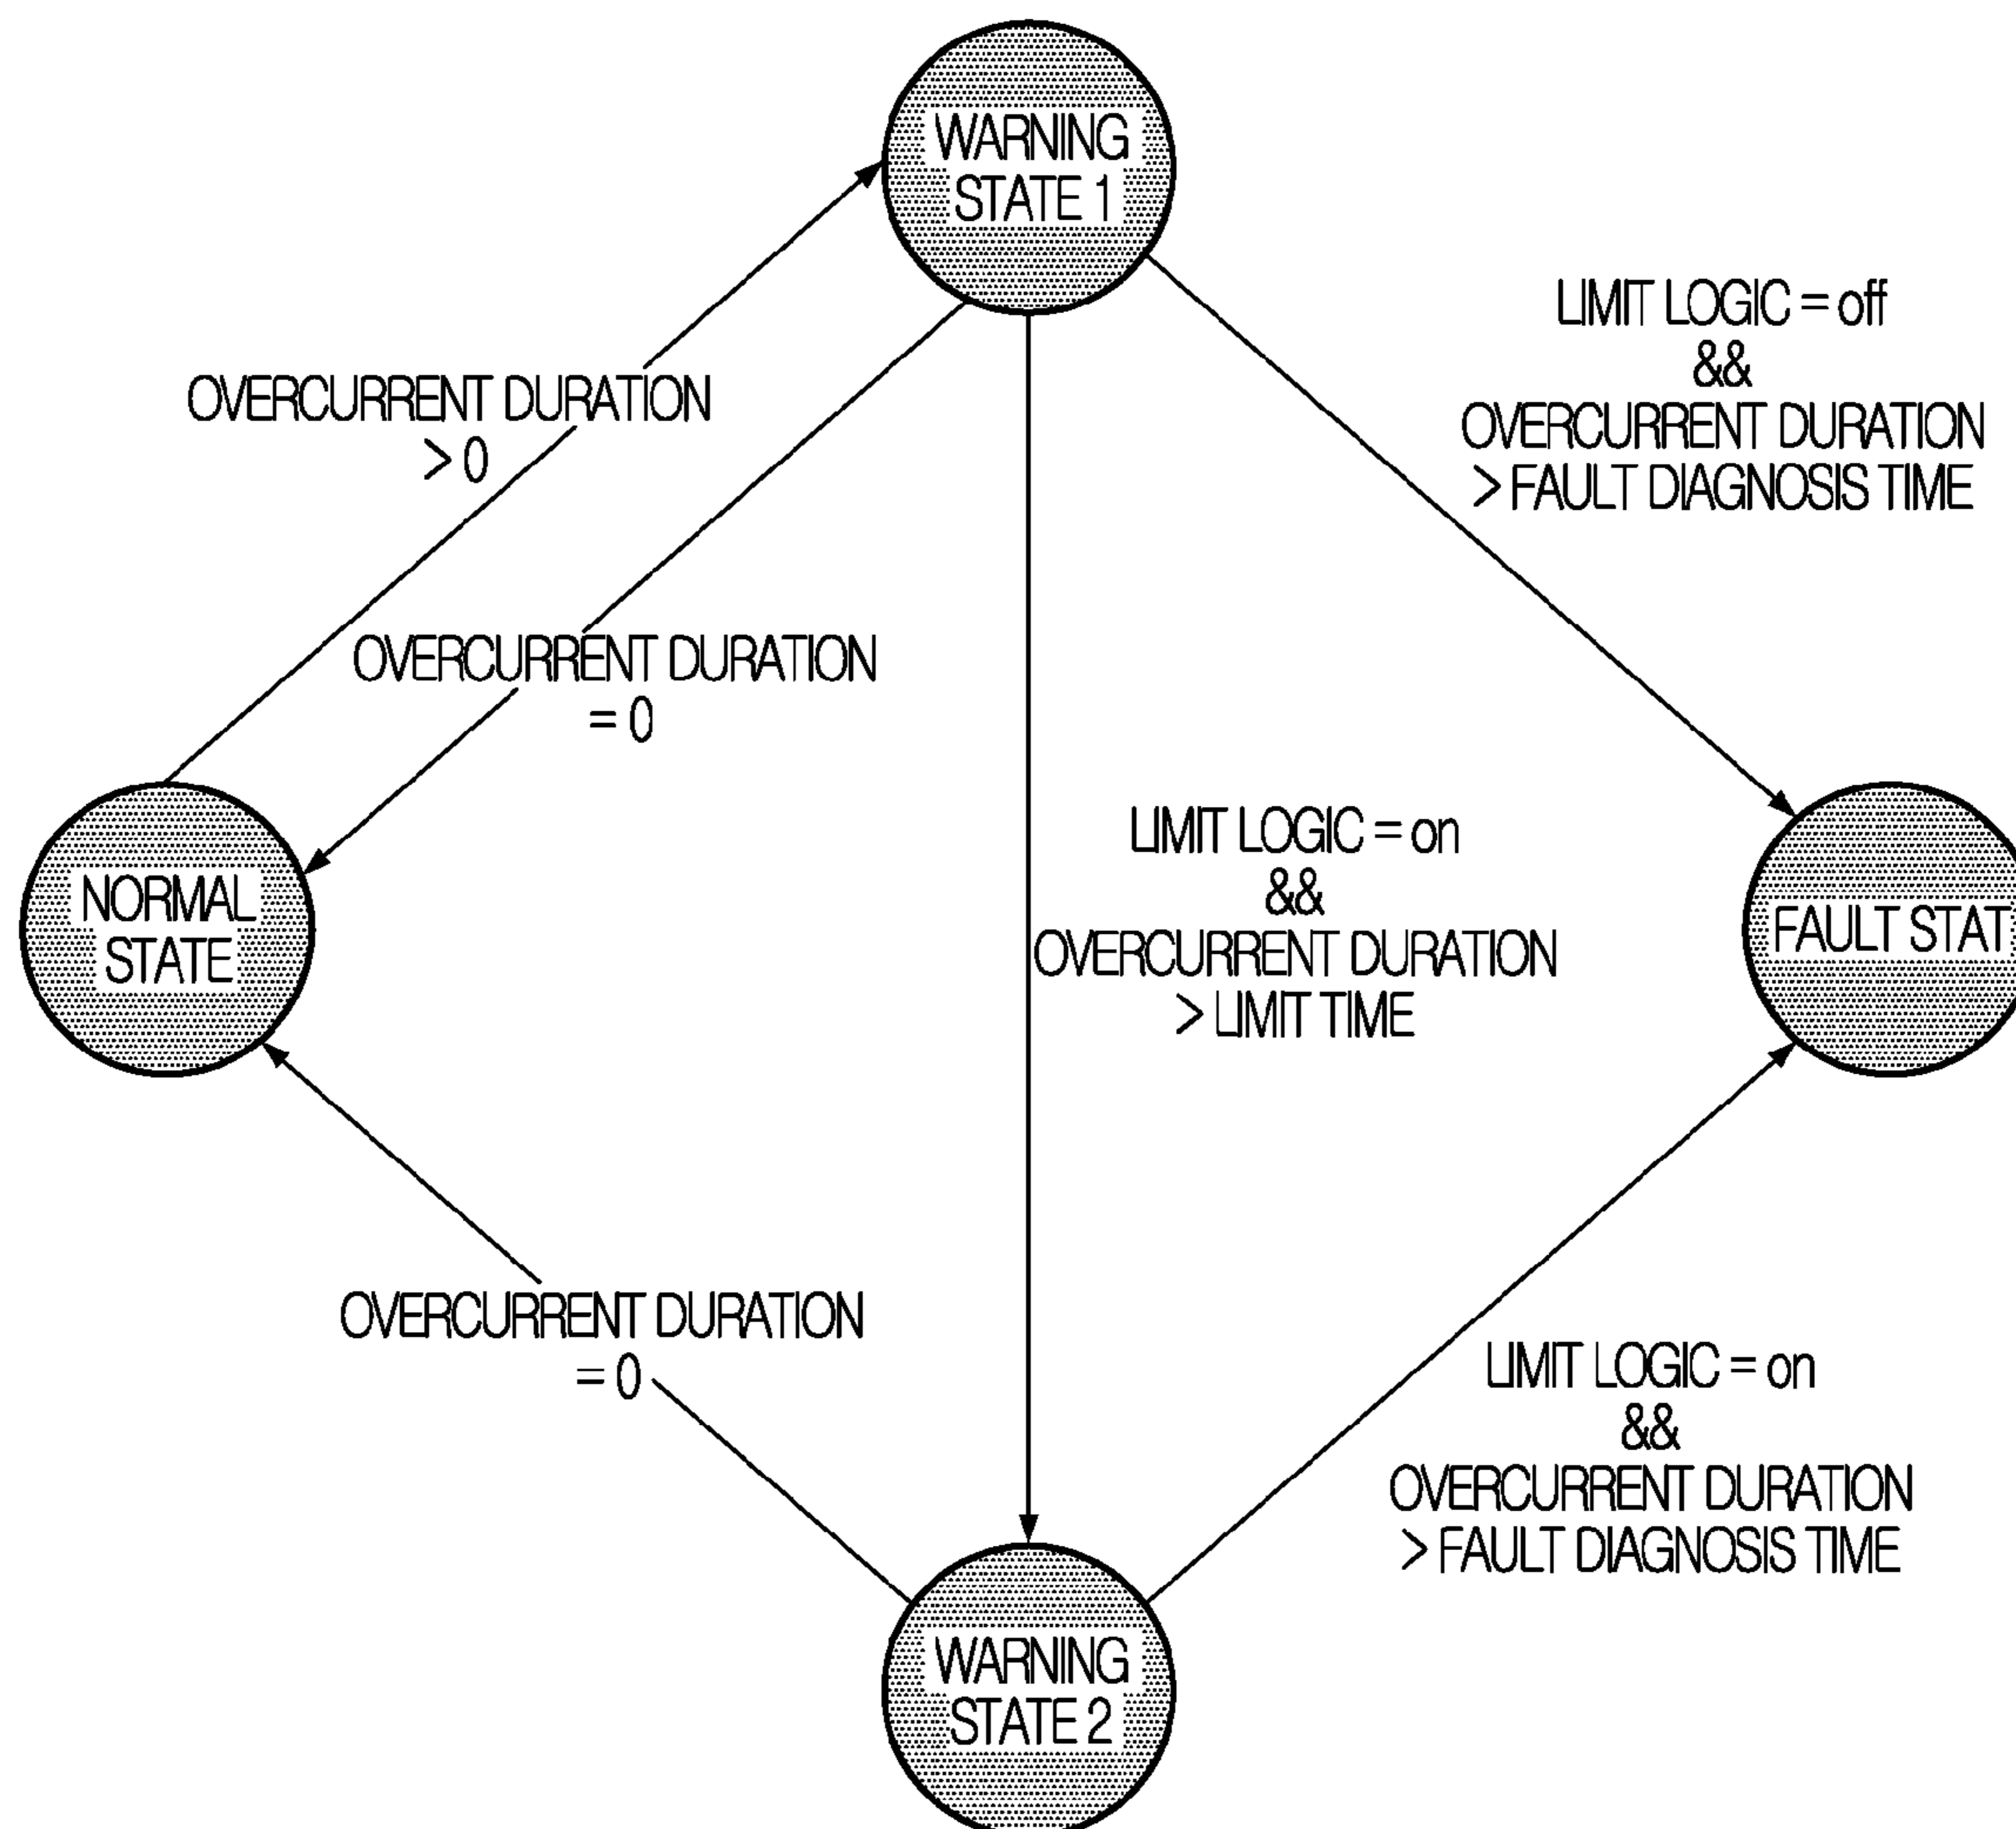 WARNING
STATE 1
LIMIT LOGIC = off
&&
OVERCURRENT DURATION
> FAULT DIAGNOSIS TIME
OVERCURRENT DURATION
> 0
OVERCURRENT DURATION
= 0
LIMIT LOGIC = on
&&
OVERCURRENT DURATION
> LIMIT TIME
NORMAL
STATE
FAULT STAT
OVERCURRENT DURATION
= 0
LIMIT LOGIC = on
&&
OVERCURRENT DURATION
> FAULT DIAGNOSIS TIME
WARNING
STATE 2